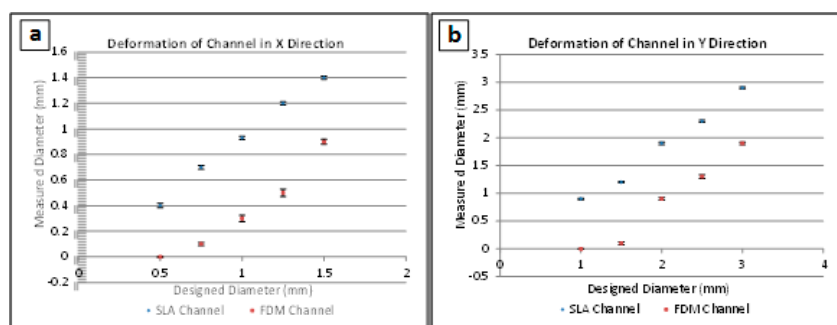 a
Deformation of Channel in X Direction
1.6
1.4
1.2
1
0.8
0.6
0.4
0.2
0
-0.2
0 0.5 1 1.5 2
Measure d Diameter (mm)
Designed Diameter (mm)
SLA Channel FDM Channel
b
Deformation of Channel in Y Direction
3.5
3
2.5
2
1.5
1
0.5
0
-05
0 1 2 3 4
Measure d Diameter (mm)
Designed Diameter (mm)
SLA Channel FDM Channel